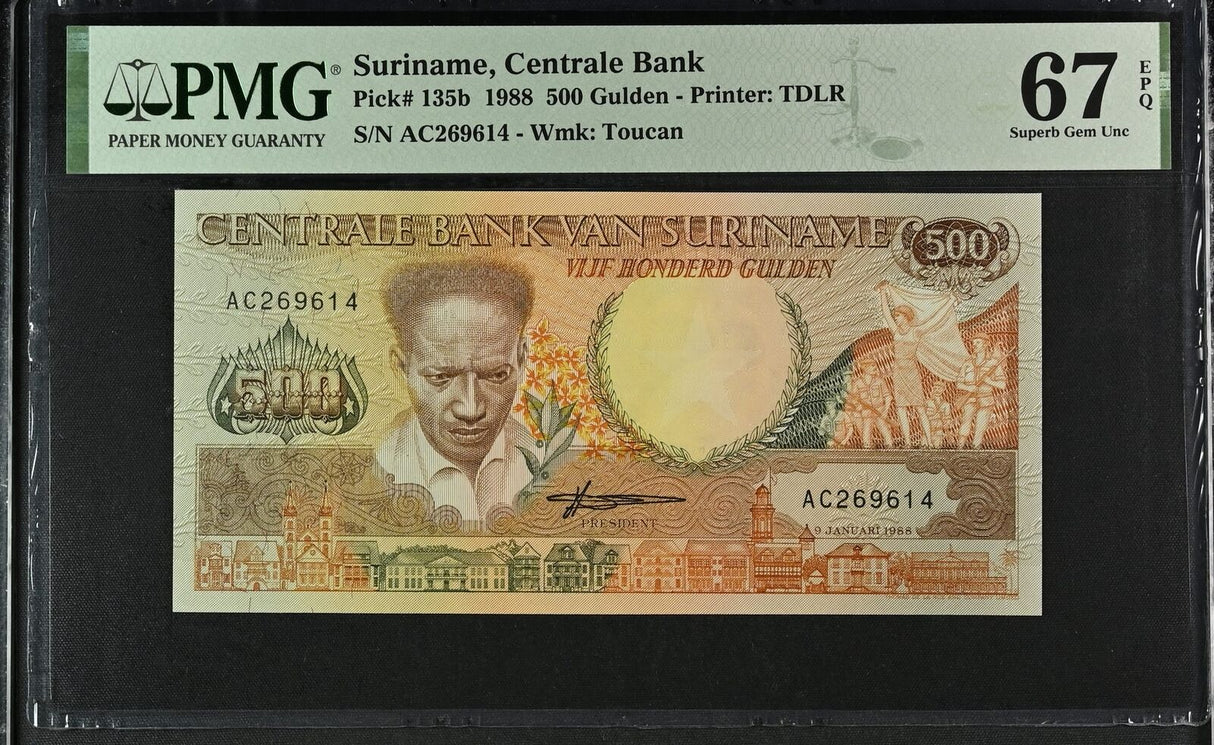 PMG®
PAPER MONEY GUARANTY
Suriname, Centrale Bank
Pick# 135b 1988 500 Gulden - Printer: TDLR
S/N AC269614 - Wmk: Toucan
67
EPQ
Superb Gem Unc
CENTRALE BANK VAN SURINAME
500
VIJF HONDERD GULDEN
AC269614
500
PRESIDENT
AC269614
9 JANUARI 1988